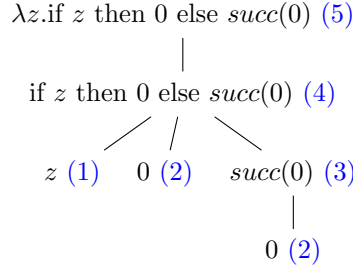 λz.if z then 0 else succ(0) (5)
if z then 0 else succ(0) (4)
z (1) 0 (2) succ(0) (3)
0 (2)